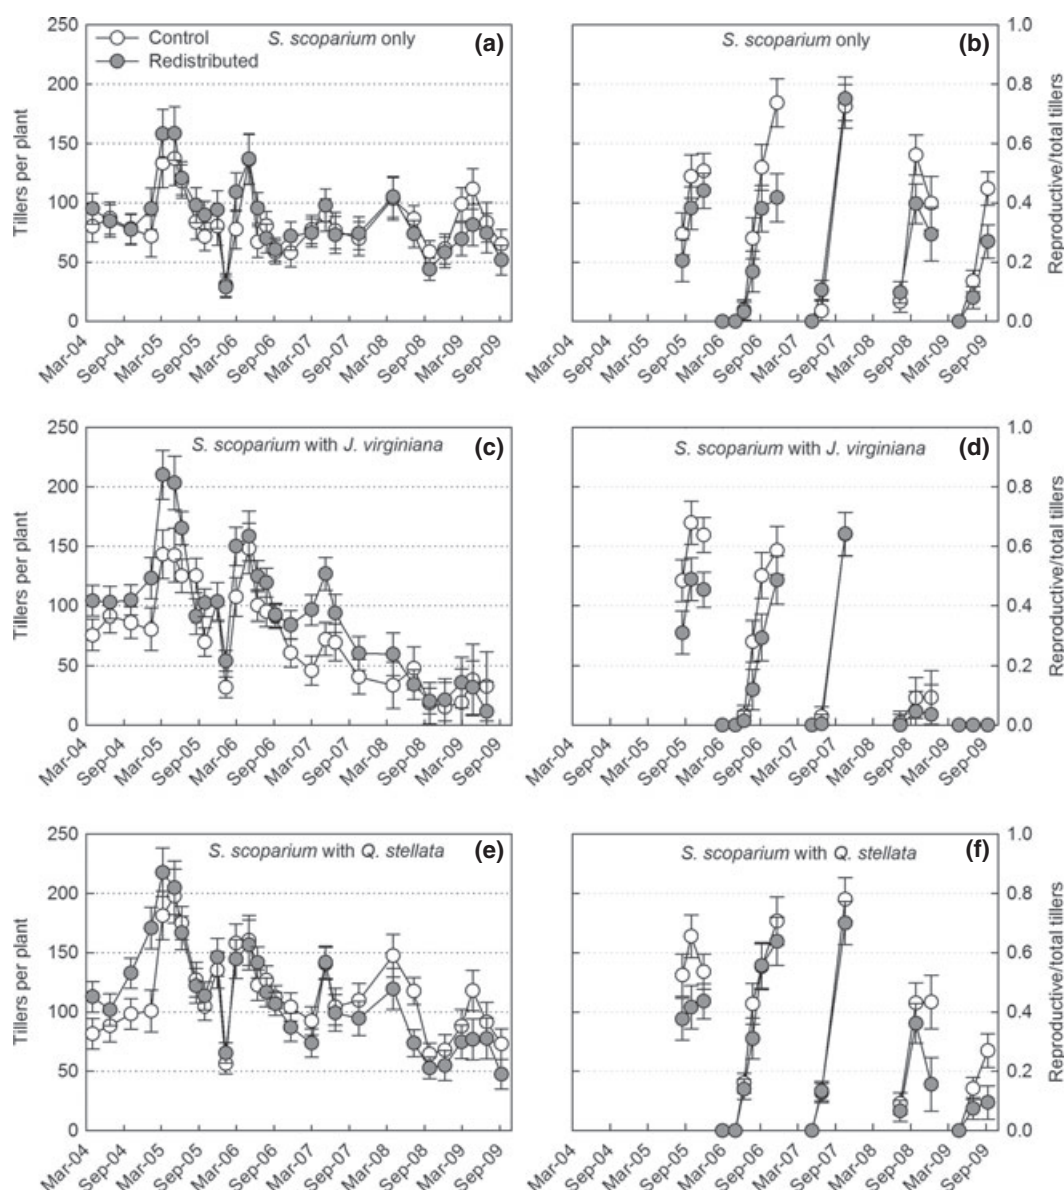 250
200
150
100
50
0
Tillers per plant
Control
Redistributed
S. scoparium only
(a)
Mar-04
Sep-04
Mar-05
Sep-05
Mar-06
Sep-06
Mar-07
Sep-07
Mar-08
Sep-08
Mar-09
Sep-09
S. scoparium only
(b)
1.0
0.8
0.6
0.4
0.2
0.0
Reproductive/total tillers
Mar-04
Sep-04
Mar-05
Sep-05
Mar-06
Sep-06
Mar-07
Sep-07
Mar-08
Sep-08
Mar-09
Sep-09
250
200
150
100
50
0
Tillers per plant
S. scoparium with J. virginiana
(c)
Mar-04
Sep-04
Mar-05
Sep-05
Mar-06
Sep-06
Mar-07
Sep-07
Mar-08
Sep-08
Mar-09
Sep-09
S. scoparium with J. virginiana
(d)
1.0
0.8
0.6
0.4
0.2
0.0
Reproductive/total tillers
Mar-04
Sep-04
Mar-05
Sep-05
Mar-06
Sep-06
Mar-07
Sep-07
Mar-08
Sep-08
Mar-09
Sep-09
250
200
150
100
50
0
Tillers per plant
S. scoparium with Q. stellata
(e)
Mar-04
Sep-04
Mar-05
Sep-05
Mar-06
Sep-06
Mar-07
Sep-07
Mar-08
Sep-08
Mar-09
Sep-09
S. scoparium with Q. stellata
(f)
1.0
0.8
0.6
0.4
0.2
0.0
Reproductive/total tillers
Mar-04
Sep-04
Mar-05
Sep-05
Mar-06
Sep-06
Mar-07
Sep-07
Mar-08
Sep-08
Mar-09
Sep-09